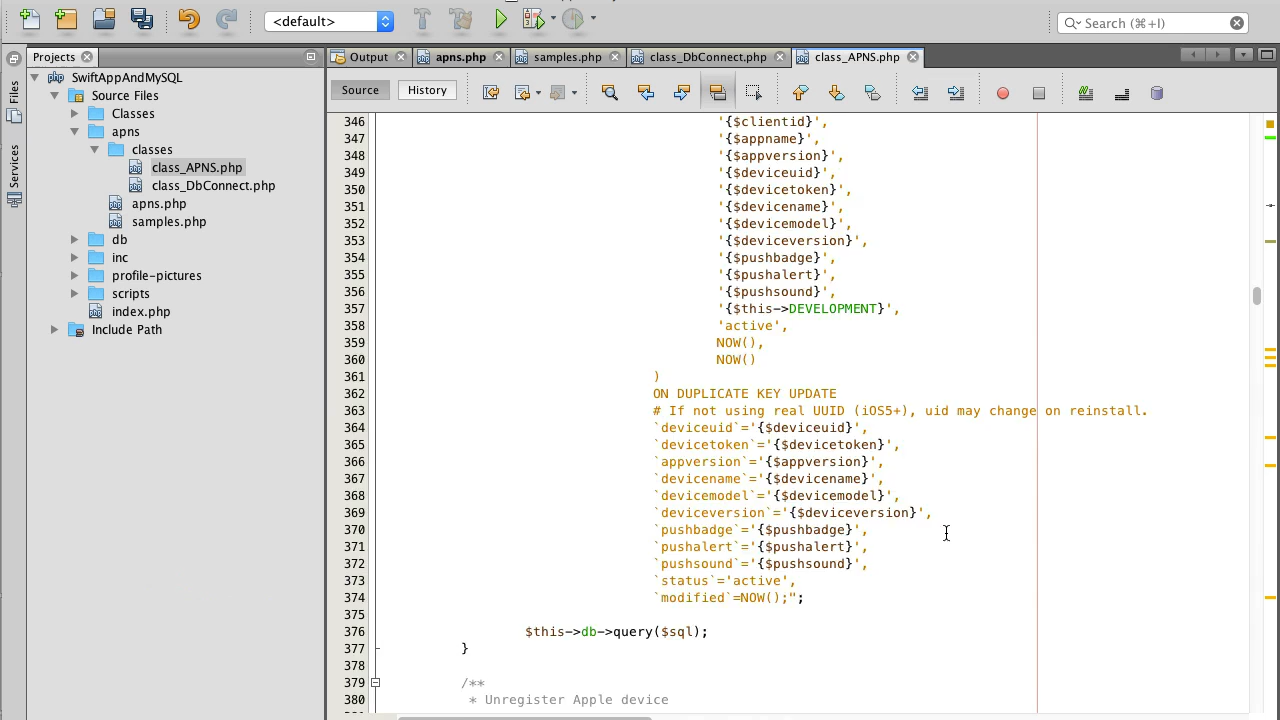 <default>
Search (⌘+I)
Projects
Output
apns.php
samples.php
class_DbConnect.php
class_APNS.php
Files
Services
SwiftAppAndMySQL
Source Files
Classes
apns
classes
class_APNS.php
class_DbConnect.php
apns.php
samples.php
db
inc
profile-pictures
scripts
index.php
Include Path
Source
History
346 '{$clientid}',
347 '{$appname}',
348 '{$appversion}',
349 '{$deviceuid}',
350 '{$devicetoken}',
351 '{$devicename}',
352 '{$devicemodel}',
353 '{$deviceversion}',
354 '{$pushbadge}',
355 '{$pushalert}',
356 '{$pushsound}',
357 '{$this->DEVELOPMENT}',
358 'active',
359 NOW(),
360 NOW()
361 )
362 ON DUPLICATE KEY UPDATE
363 # If not using real UUID (iOS5+), uid may change on reinstall.
364 `deviceuid`='{$deviceuid}',
365 `devicetoken`='{$devicetoken}',
366 `appversion`='{$appversion}',
367 `devicename`='{$devicename}',
368 `devicemodel`='{$devicemodel}',
369 `deviceversion`='{$deviceversion}',
370 `pushbadge`='{$pushbadge}',
371 `pushalert`='{$pushalert}',
372 `pushsound`='{$pushsound}',
373 `status`='active',
374 `modified`=NOW();";
375
376 $this->db->query($sql);
377 }
378
379 /**
380 * Unregister Apple device